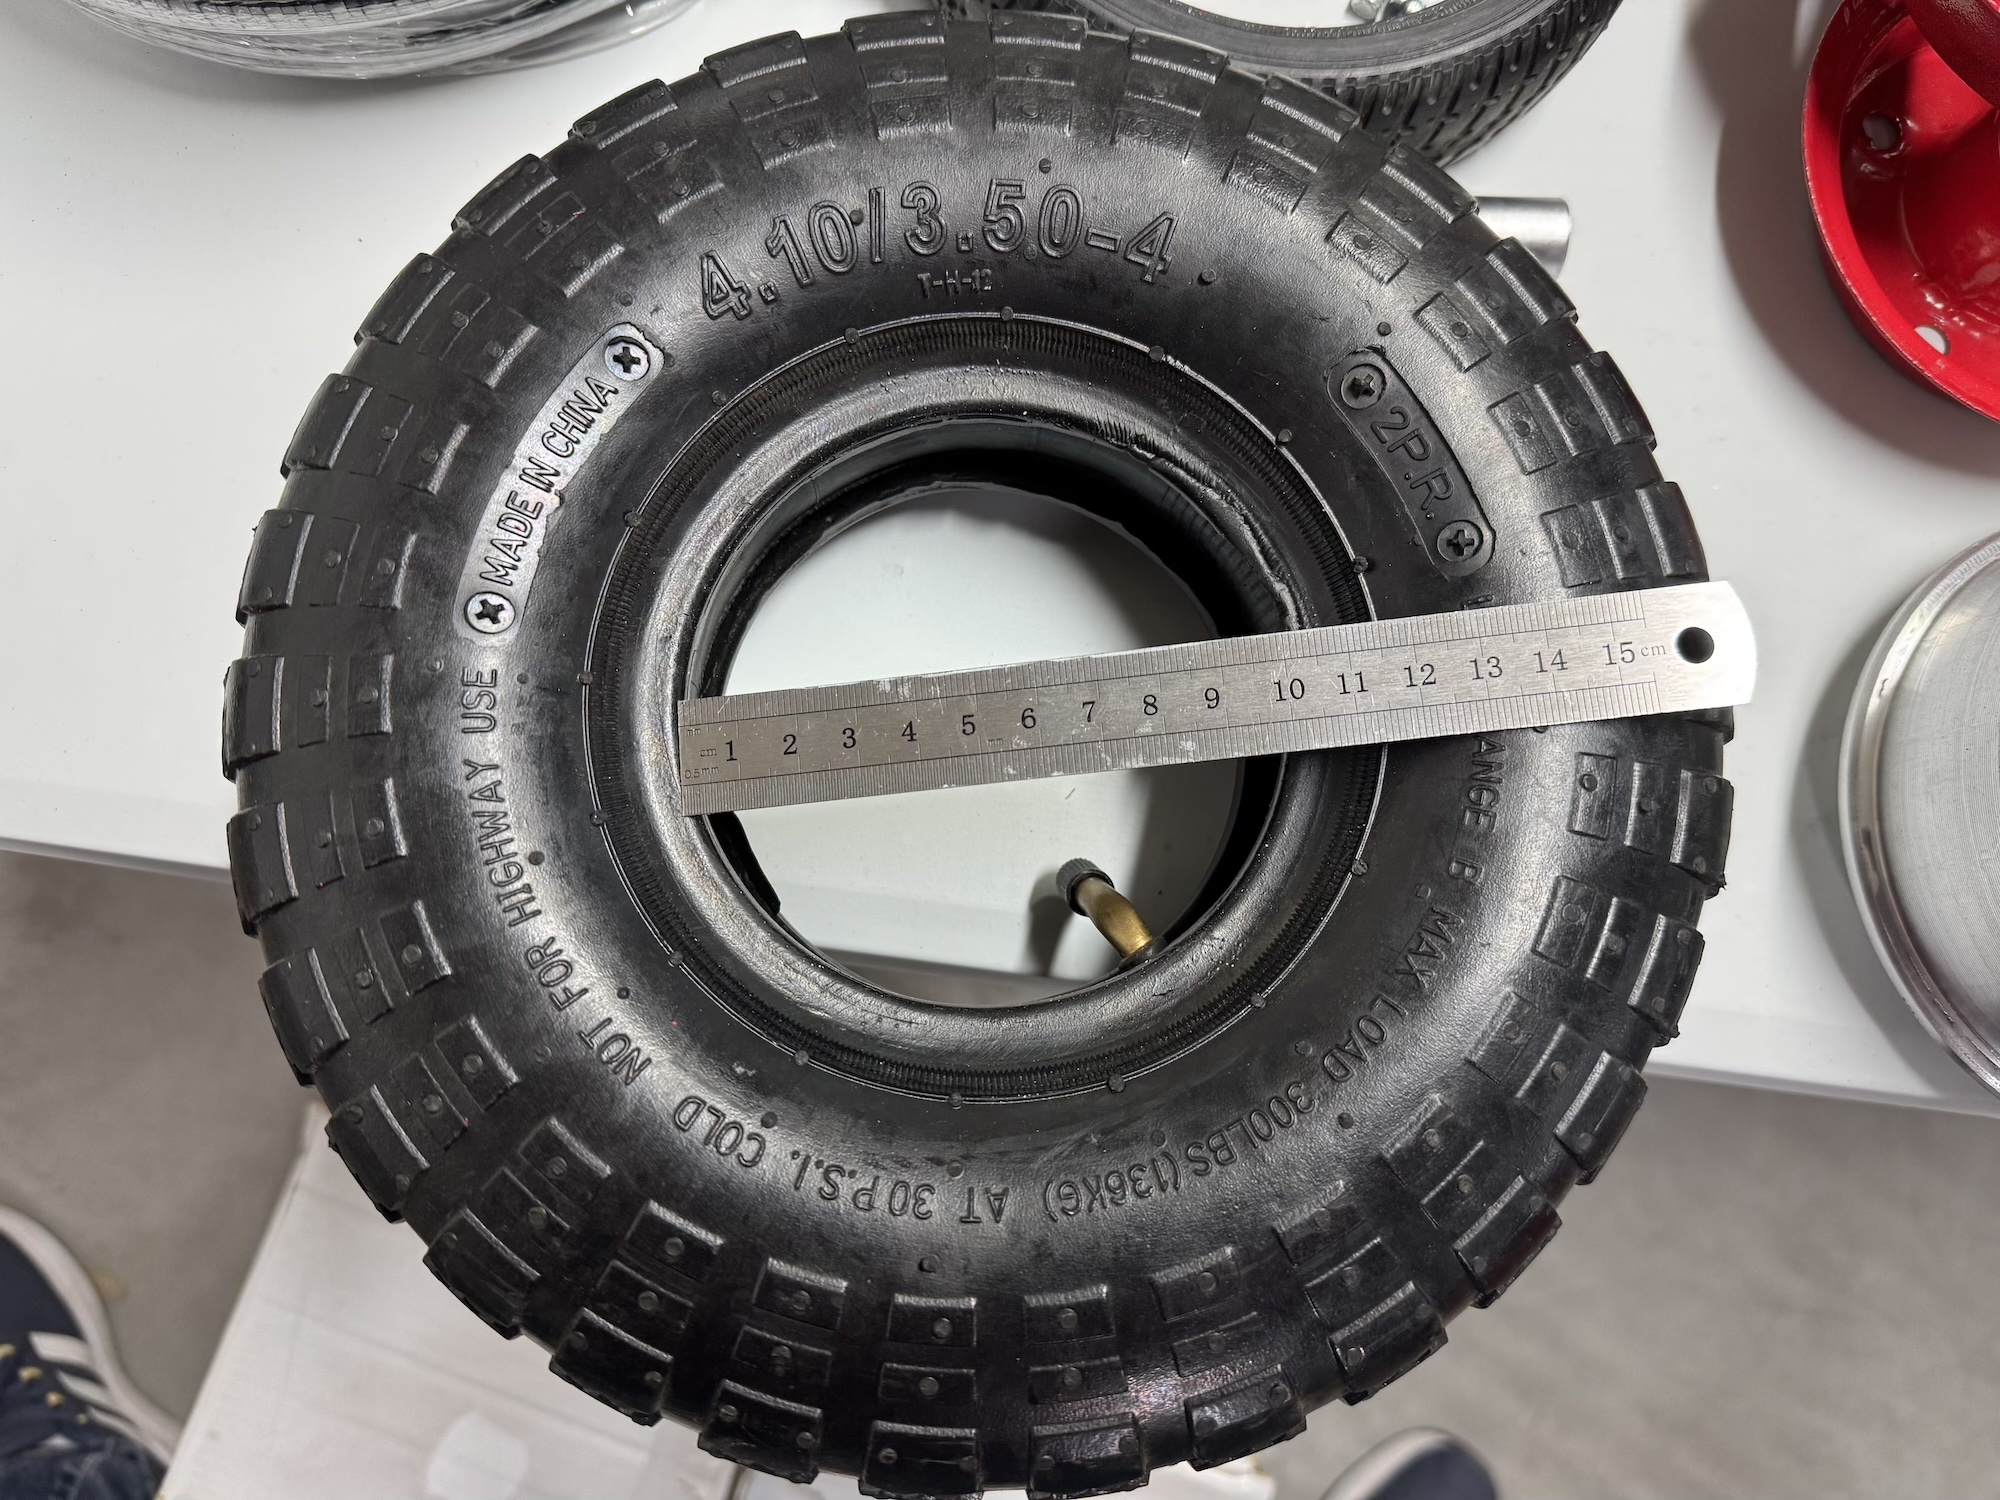 4.10/3.50-4
T-H-12
MADE IN CHINA
2P.R.
ANGE B MAX LOAD 300LBS(136KG) AT 30P.S.I. COLD NOT FOR HIGHWAY USE
mm
cm 1 2 3 4 5 6 7 8 9 10 11 12 13 14 15 cm
mm
0.5mm